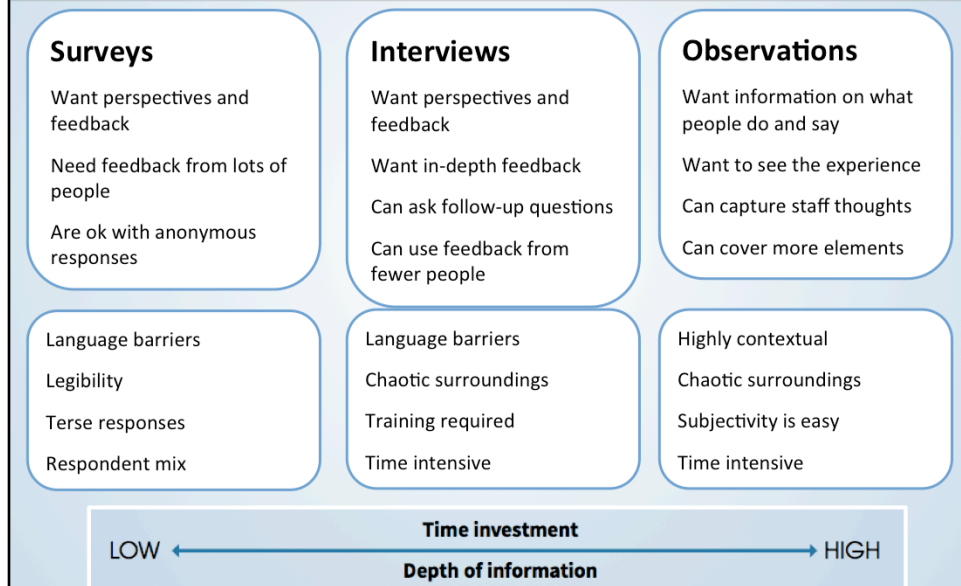 Surveys
Want perspectives and
feedback
Need feedback from lots of
people
Are ok with anonymous
responses
Interviews
Want perspectives and
feedback
Want in-depth feedback
Can ask follow-up questions
Can use feedback from
fewer people
Observations
Want information on what
people do and say
Want to see the experience
Can capture staff thoughts
Can cover more elements
Language barriers
Legibility
Terse responses
Respondent mix
Language barriers
Chaotic surroundings
Training required
Time intensive
Highly contextual
Chaotic surroundings
Subjectivity is easy
Time intensive
Time investment
LOW HIGH
Depth of information